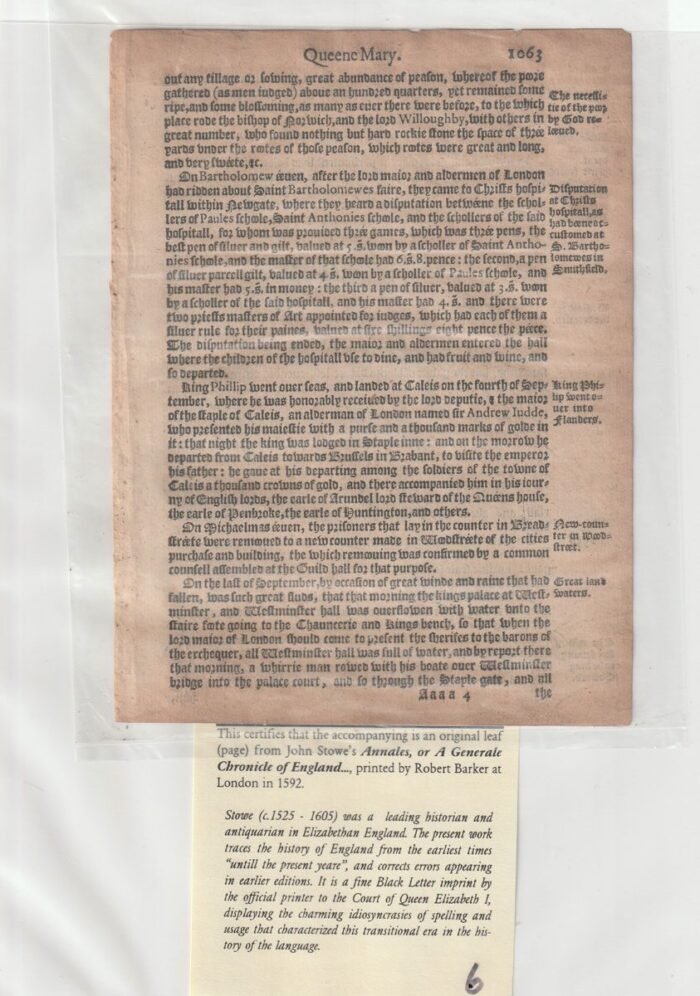 Queene Mary. 1063
out any tillage or sowing, great abundance of peason, whereof the poore
gathered (as men iudged) aboue an hundred quarters, yet remained some
ripe, and some blossoming, as many as euer there were before, to the which
place rode the bishop of Norwich, and the lord Willoughby, with others in
great number, who found nothing but hard rockie stone the space of three
yards vnder the rootes of those peason, which rootes were great and long,
and very sweete, &c.
The necessi-
tie of the poor
by God re-
leeued.
On Bartholomew eeuen, after the lord maior and aldermen of London
had ridden about Saint Bartholomewes faire, they came to Christs hospi-
tall within Newgate, where they heard a disputation betweene the schol-
lers of Paules schoole, Saint Anthonies schoole, and the schollers of the said
hospitall, for whom was prouided three games, which was three pens, the
best pen of siluer and gilt, valued at 5.s. won by a scholler of Saint Antho-
nies schoole, and the master of that schoole had 6.s.8.pence: the second, a pen
of siluer parcell gilt, valued at 4 s. won by a scholler of Paules schoole, and
his master had 5.s. in money: the third a pen of siluer, valued at 3.s. won
by a scholler of the said hospitall, and his master had 4.s. and there were
two priests masters of Art appointed for iudges, which had each of them a
siluer rule for their paines, valued at sixe shillings eight pence the peece.
The disputation being ended, the maior and aldermen entered the hall
where the children of the hospitall vse to dine, and had fruit and wine, and
so departed.
Disputation
at Christs
hospitall, as
had beene ac-
customed at
S. Bartho-
lomewes in
Smithfield.
King Phillip went ouer seas, and landed at Caleis on the fourth of Sep-
tember, where he was honorably receiued by the lord deputie, & the maior
of the staple of Caleis, an alderman of London named sir Andrew Iudde,
who presented his maiestie with a purse and a thousand marks of golde in
it: that night the king was lodged in Staple inne: and on the morrow he
departed from Caleis towards Brussels in Brabant, to visite the emperor
his father: he gaue at his departing among the soldiers of the towne of
Caleis a thousand crowns of gold, and there accompanied him in his iour-
ny of English lords, the earle of Arundel lord steward of the Queens house,
the earle of Penbroke, the earle of Huntington, and others.
King Phi-
lip went o-
uer into
Flanders.
On Michaelmas eeuen, the prisoners that lay in the counter in Bread-
streete were remoued to a new counter made in Woodstreete of the cities
purchase and building, the which remouing was confirmed by a common
counsell assembled at the Guild hall for that purpose.
New coun-
ter in Wood-
street.
On the last of September, by occasion of great winde and raine that had
fallen, was such great fluds, that that morning the kings palace at West-
minster, and Westminster hall was ouerflowen with water vnto the
staire foote going to the Chauncerie and Kings bench, so that when the
lord maior of London should come to present the sherifes to the barons of
the exchequer, all Westminster hall was full of water, and by report there
that morning, a whirrie man rowed with his boate ouer Westminster
bridge into the palace court, and so through the Staple gate, and all
Great land
waters.
Aaaa 4 the
This certifies that the accompanying is an original leaf
(page) from John Stowe's Annales, or A Generale
Chronicle of England..., printed by Robert Barker at
London in 1592.
Stowe (c.1525 - 1605) was a leading historian and
antiquarian in Elizabethan England. The present work
traces the history of England from the earliest times
"untill the present yeare", and corrects errors appearing
in earlier editions. It is a fine Black Letter imprint by
the official printer to the Court of Queen Elizabeth I,
displaying the charming idiosyncrasies of spelling and
usage that characterized this transitional era in the his-
tory of the language.
6